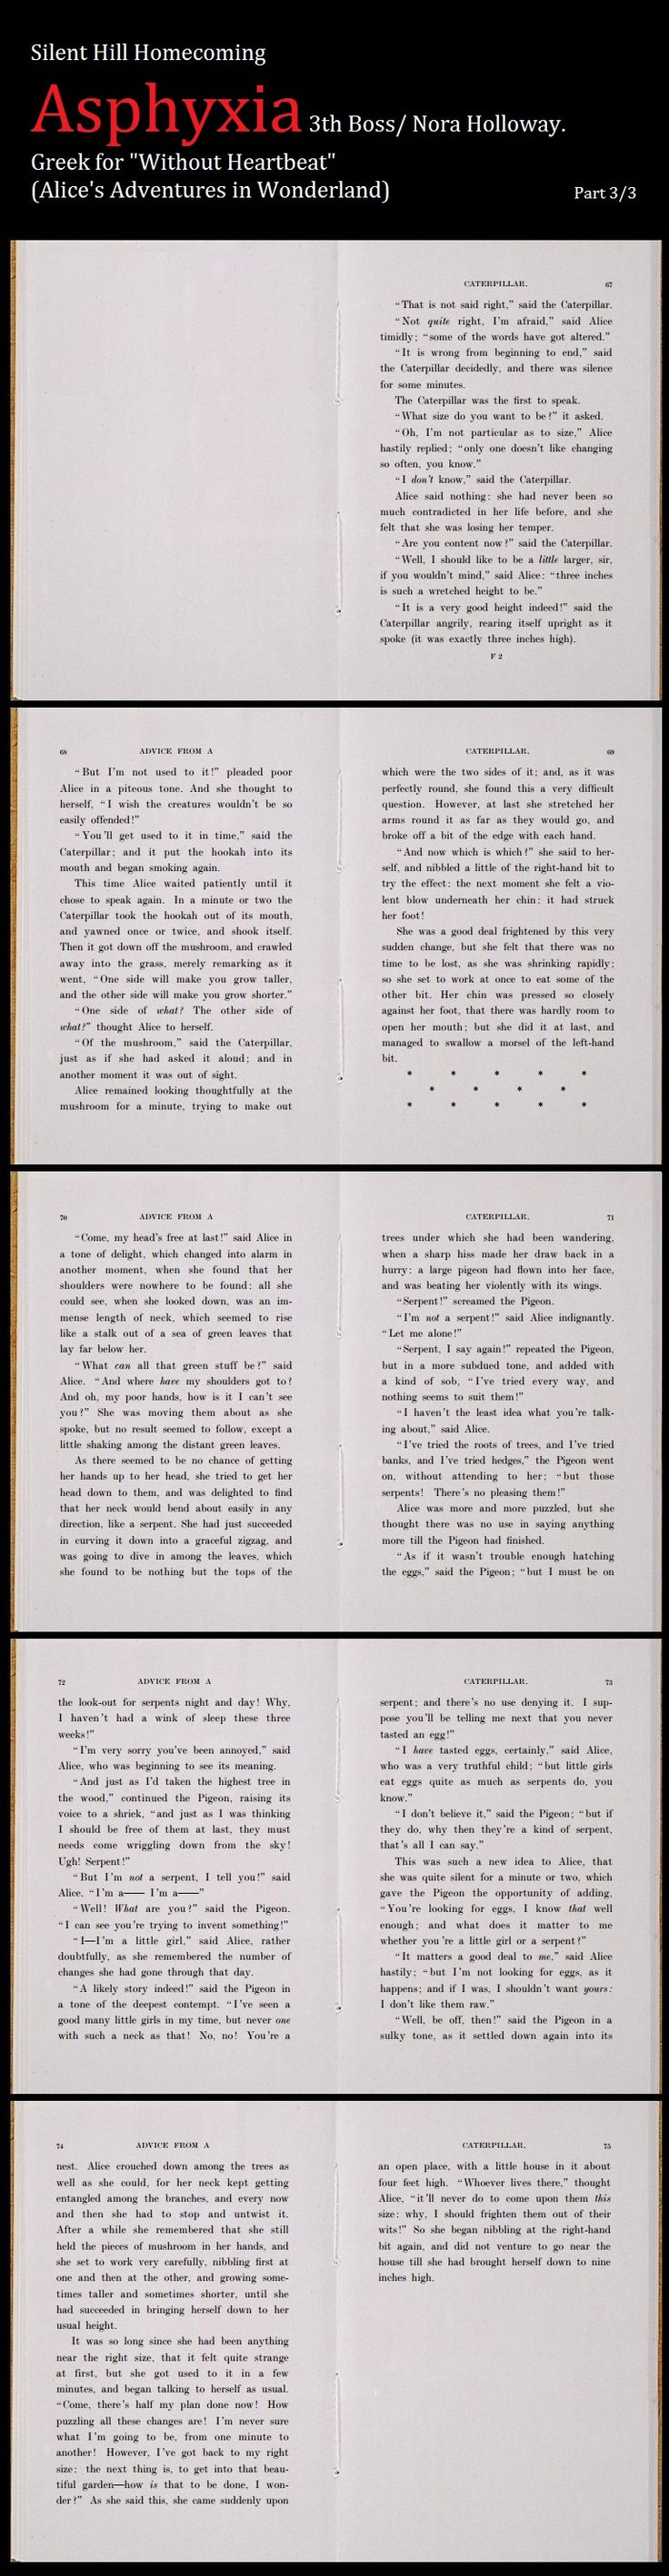 Silent Hill Homecoming
Asphyxia 3th Boss/ Nora Holloway.
Greek for "Without Heartbeat"
(Alice's Adventures in Wonderland)
Part 3/3
CATERPILLAR. 67
“That is not said right,” said the Caterpillar.
“Not quite right, I'm afraid,” said Alice
timidly; “some of the words have got altered.”
“It is wrong from beginning to end,” said
the Caterpillar decidedly, and there was silence
for some minutes.
The Caterpillar was the first to speak.
“What size do you want to be?” it asked.
“Oh, I'm not particular as to size,” Alice
hastily replied; “only one doesn't like changing
so often, you know.”
“I don't know,” said the Caterpillar.
Alice said nothing: she had never been so
much contradicted in her life before, and she
felt that she was losing her temper.
“Are you content now?” said the Caterpillar.
“Well, I should like to be a little larger, sir,
if you wouldn't mind,” said Alice: “three inches
is such a wretched height to be.”
“It is a very good height indeed!” said the
Caterpillar angrily, rearing itself upright as it
spoke (it was exactly three inches high).
F 2
68 ADVICE FROM A
“But I'm not used to it!” pleaded poor
Alice in a piteous tone. And she thought to
herself, “I wish the creatures wouldn't be so
easily offended!”
“You'll get used to it in time,” said the
Caterpillar; and it put the hookah into its
mouth and began smoking again.
This time Alice waited patiently until it
chose to speak again. In a minute or two the
Caterpillar took the hookah out of its mouth,
and yawned once or twice, and shook itself.
Then it got down off the mushroom, and crawled
away into the grass, merely remarking as it
went, “One side will make you grow taller,
and the other side will make you grow shorter.”
“One side of what? The other side of
what?” thought Alice to herself.
“Of the mushroom,” said the Caterpillar,
just as if she had asked it aloud; and in
another moment it was out of sight.
Alice remained looking thoughtfully at the
mushroom for a minute, trying to make out
CATERPILLAR. 69
which were the two sides of it; and, as it was
perfectly round, she found this a very difficult
question. However, at last she stretched her
arms round it as far as they would go, and
broke off a bit of the edge with each hand.
“And now which is which?” she said to her-
self, and nibbled a little of the right-hand bit to
try the effect: the next moment she felt a vio-
lent blow underneath her chin: it had struck
her foot!
She was a good deal frightened by this very
sudden change, but she felt that there was no
time to be lost, as she was shrinking rapidly;
so she set to work at once to eat some of the
other bit. Her chin was pressed so closely
against her foot, that there was hardly room to
open her mouth; but she did it at last, and
managed to swallow a morsel of the left-hand
bit.
* * * * *
* * * *
* * * * *
70 ADVICE FROM A
“Come, my head's free at last!” said Alice in
a tone of delight, which changed into alarm in
another moment, when she found that her
shoulders were nowhere to be found: all she
could see, when she looked down, was an im-
mense length of neck, which seemed to rise
like a stalk out of a sea of green leaves that
lay far below her.
“What can all that green stuff be?” said
Alice. “And where have my shoulders got to?
And oh, my poor hands, how is it I can't see
you?” She was moving them about as she
spoke, but no result seemed to follow, except a
little shaking among the distant green leaves.
As there seemed to be no chance of getting
her hands up to her head, she tried to get her
head down to them, and was delighted to find
that her neck would bend about easily in any
direction, like a serpent. She had just succeeded
in curving it down into a graceful zigzag, and
was going to dive in among the leaves, which
she found to be nothing but the tops of the
CATERPILLAR. 71
trees under which she had been wandering,
when a sharp hiss made her draw back in a
hurry: a large pigeon had flown into her face,
and was beating her violently with its wings.
“Serpent!” screamed the Pigeon.
“I'm not a serpent!” said Alice indignantly.
“Let me alone!”
“Serpent, I say again!” repeated the Pigeon,
but in a more subdued tone, and added with
a kind of sob, “I've tried every way, and
nothing seems to suit them!”
“I haven't the least idea what you're talk-
ing about,” said Alice.
“I've tried the roots of trees, and I've tried
banks, and I've tried hedges,” the Pigeon went
on, without attending to her; “but those
serpents! There's no pleasing them!”
Alice was more and more puzzled, but she
thought there was no use in saying anything
more till the Pigeon had finished.
“As if it wasn't trouble enough hatching
the eggs,” said the Pigeon; “but I must be on
72 ADVICE FROM A
the look-out for serpents night and day! Why,
I haven't had a wink of sleep these three
weeks!”
“I'm very sorry you've been annoyed,” said
Alice, who was beginning to see its meaning.
“And just as I'd taken the highest tree in
the wood,” continued the Pigeon, raising its
voice to a shriek, “and just as I was thinking
I should be free of them at last, they must
needs come wriggling down from the sky!
Ugh! Serpent!”
“But I'm not a serpent, I tell you!” said
Alice. “I'm a—— I'm a——”
“Well! What are you?” said the Pigeon.
“I can see you're trying to invent something!”
“I—I'm a little girl,” said Alice, rather
doubtfully, as she remembered the number of
changes she had gone through that day.
“A likely story indeed!” said the Pigeon in
a tone of the deepest contempt. “I've seen a
good many little girls in my time, but never one
with such a neck as that! No, no! You're a
CATERPILLAR. 73
serpent; and there's no use denying it. I sup-
pose you'll be telling me next that you never
tasted an egg!”
“I have tasted eggs, certainly,” said Alice,
who was a very truthful child; “but little girls
eat eggs quite as much as serpents do, you
know.”
“I don't believe it,” said the Pigeon; “but if
they do, why then they're a kind of serpent,
that's all I can say.”
This was such a new idea to Alice, that
she was quite silent for a minute or two, which
gave the Pigeon the opportunity of adding,
“You're looking for eggs, I know that well
enough; and what does it matter to me
whether you're a little girl or a serpent?”
“It matters a good deal to me,” said Alice
hastily; “but I'm not looking for eggs, as it
happens; and if I was, I shouldn't want yours:
I don't like them raw.”
“Well, be off, then!” said the Pigeon in a
sulky tone, as it settled down again into its
74 ADVICE FROM A
nest. Alice crouched down among the trees as
well as she could, for her neck kept getting
entangled among the branches, and every now
and then she had to stop and untwist it.
After a while she remembered that she still
held the pieces of mushroom in her hands, and
she set to work very carefully, nibbling first at
one and then at the other, and growing some-
times taller and sometimes shorter, until she
had succeeded in bringing herself down to her
usual height.
It was so long since she had been anything
near the right size, that it felt quite strange
at first, but she got used to it in a few
minutes, and began talking to herself as usual.
“Come, there's half my plan done now! How
puzzling all these changes are! I'm never sure
what I'm going to be, from one minute to
another! However, I've got back to my right
size: the next thing is, to get into that beau-
tiful garden—how is that to be done, I won-
der?” As she said this, she came suddenly upon
CATERPILLAR. 75
an open place, with a little house in it about
four feet high. “Whoever lives there,” thought
Alice, “it'll never do to come upon them this
size: why, I should frighten them out of their
wits!” So she began nibbling at the right-hand
bit again, and did not venture to go near the
house till she had brought herself down to nine
inches high.